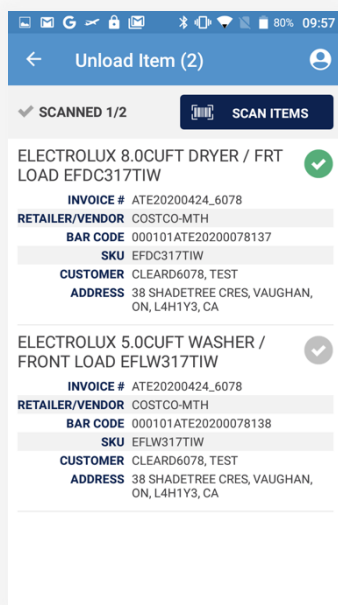 80% 09:57
Unload Item (2)
SCANNED 1/2
SCAN ITEMS
ELECTROLUX 8.0CUFT DRYER / FRT
LOAD EFDC317TIW
INVOICE # ATE20200424_6078
RETAILER/VENDOR COSTCO-MTH
BAR CODE 000101ATE20200078137
SKU EFDC317TIW
CUSTOMER CLEARD6078, TEST
ADDRESS 38 SHADETREE CRES, VAUGHAN,
ON, L4H1Y3, CA
ELECTROLUX 5.0CUFT WASHER /
FRONT LOAD EFLW317TIW
INVOICE # ATE20200424_6078
RETAILER/VENDOR COSTCO-MTH
BAR CODE 000101ATE20200078138
SKU EFLW317TIW
CUSTOMER CLEARD6078, TEST
ADDRESS 38 SHADETREE CRES, VAUGHAN,
ON, L4H1Y3, CA